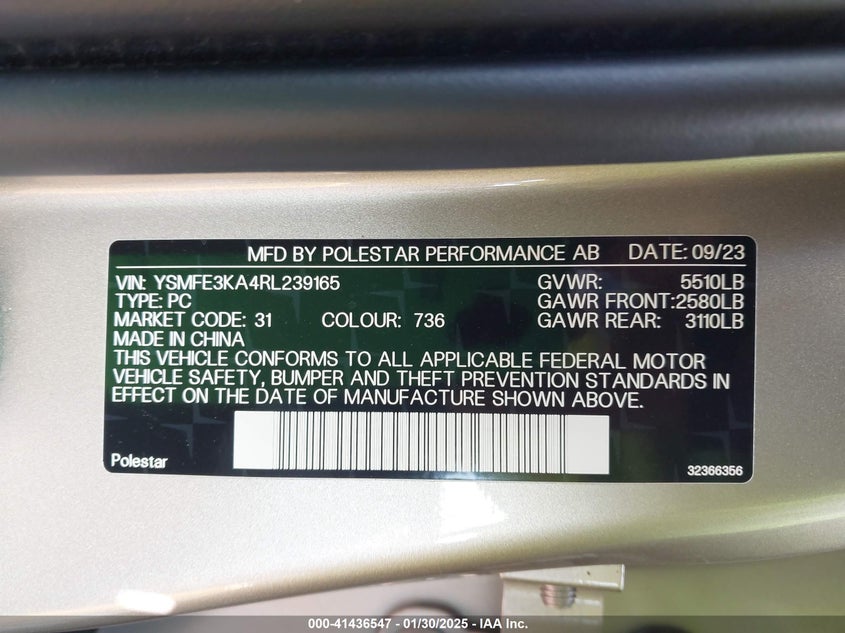 MFD BY POLESTAR PERFORMANCE AB DATE: 09/23
VIN: YSMFE3KA4RL239165 GVWR: 5510LB
TYPE: PC GAWR FRONT:2580LB
MARKET CODE: 31 COLOUR: 736 GAWR REAR: 3110LB
MADE IN CHINA
THIS VEHICLE CONFORMS TO ALL APPLICABLE FEDERAL MOTOR
VEHICLE SAFETY, BUMPER AND THEFT PREVENTION STANDARDS IN
EFFECT ON THE DATE OF MANUFACTURE SHOWN ABOVE.
Polestar 32366356
000-41436547 - 01/30/2025 - IAA Inc.